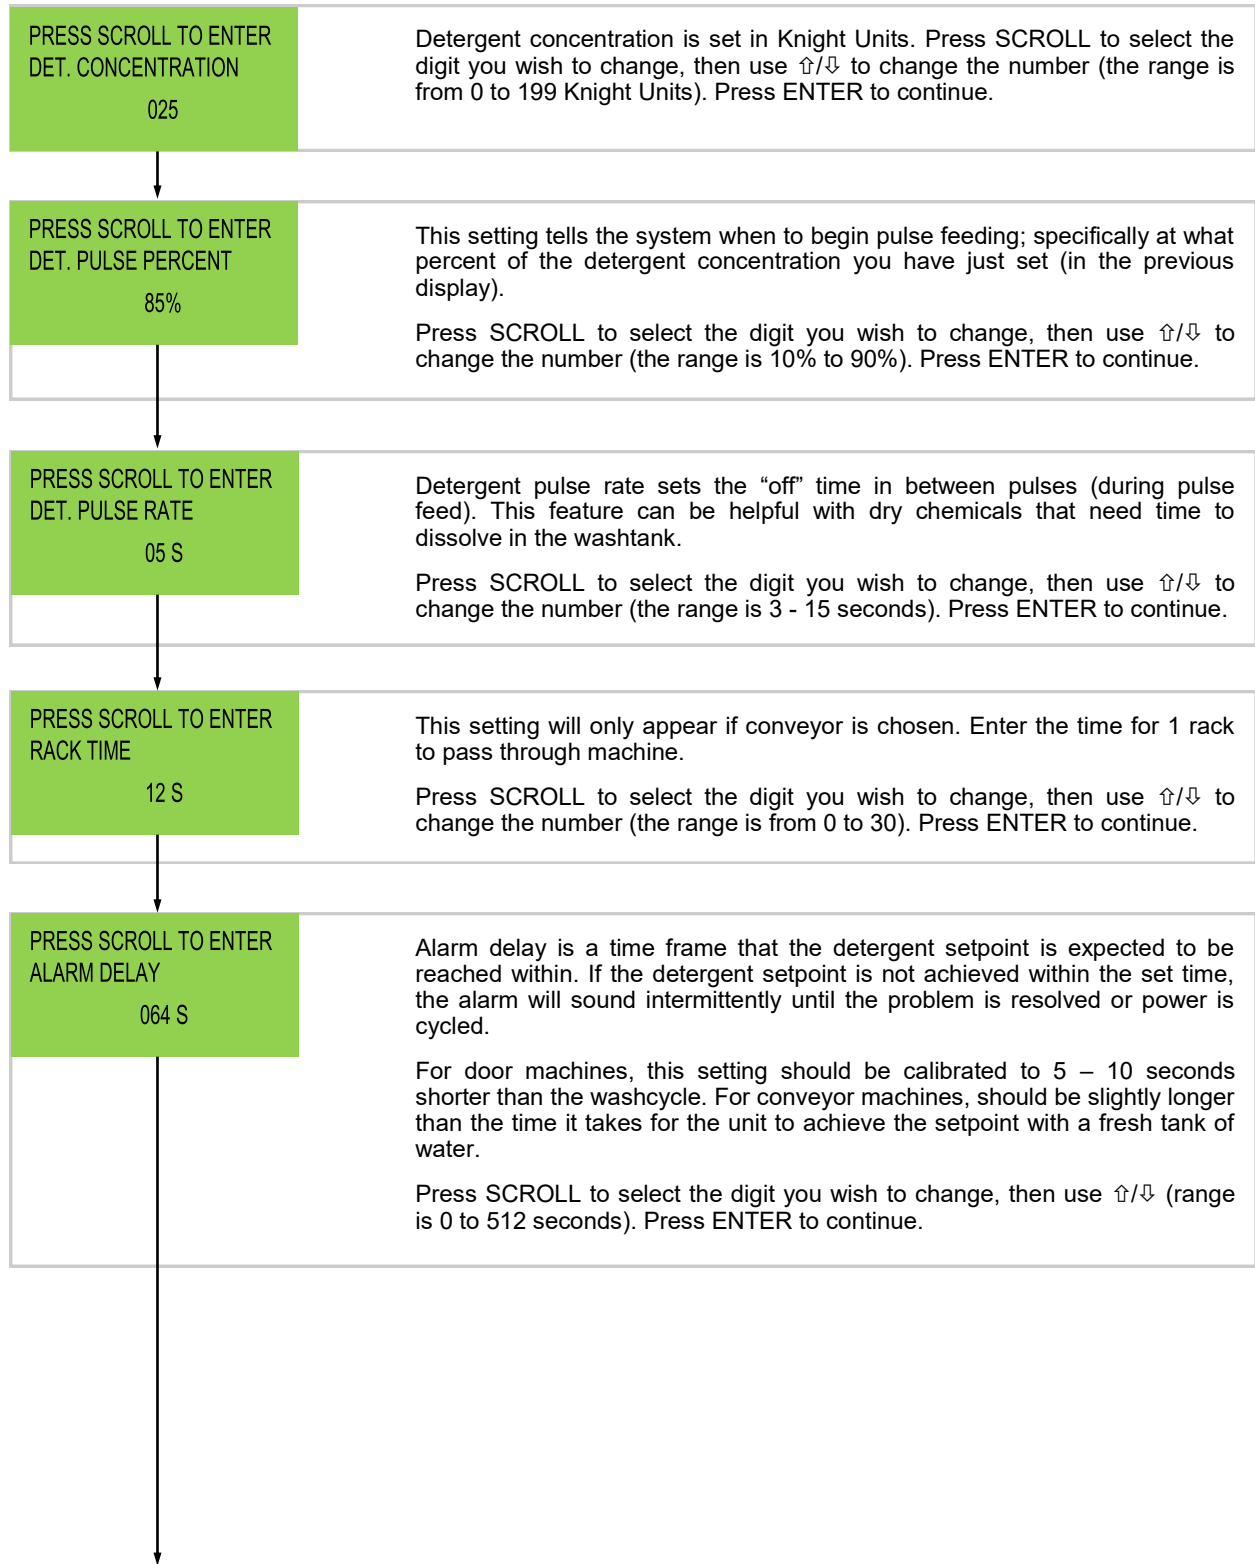 PRESS SCROLL TO ENTER
DET. CONCENTRATION
025
Detergent concentration is set in Knight Units. Press SCROLL to select the
digit you wish to change, then use ⇧/⇩ to change the number (the range is
from 0 to 199 Knight Units). Press ENTER to continue.
PRESS SCROLL TO ENTER
DET. PULSE PERCENT
85%
This setting tells the system when to begin pulse feeding; specifically at what
percent of the detergent concentration you have just set (in the previous
display).
Press SCROLL to select the digit you wish to change, then use ⇧/⇩ to
change the number (the range is 10% to 90%). Press ENTER to continue.
PRESS SCROLL TO ENTER
DET. PULSE RATE
05 S
Detergent pulse rate sets the “off” time in between pulses (during pulse
feed). This feature can be helpful with dry chemicals that need time to
dissolve in the washtank.
Press SCROLL to select the digit you wish to change, then use ⇧/⇩ to
change the number (the range is 3 - 15 seconds). Press ENTER to continue.
PRESS SCROLL TO ENTER
RACK TIME
12 S
This setting will only appear if conveyor is chosen. Enter the time for 1 rack
to pass through machine.
Press SCROLL to select the digit you wish to change, then use ⇧/⇩ to
change the number (the range is from 0 to 30). Press ENTER to continue.
PRESS SCROLL TO ENTER
ALARM DELAY
064 S
Alarm delay is a time frame that the detergent setpoint is expected to be
reached within. If the detergent setpoint is not achieved within the set time,
the alarm will sound intermittently until the problem is resolved or power is
cycled.
For door machines, this setting should be calibrated to 5 – 10 seconds
shorter than the washcycle. For conveyor machines, should be slightly longer
than the time it takes for the unit to achieve the setpoint with a fresh tank of
water.
Press SCROLL to select the digit you wish to change, then use ⇧/⇩ (range
is 0 to 512 seconds). Press ENTER to continue.